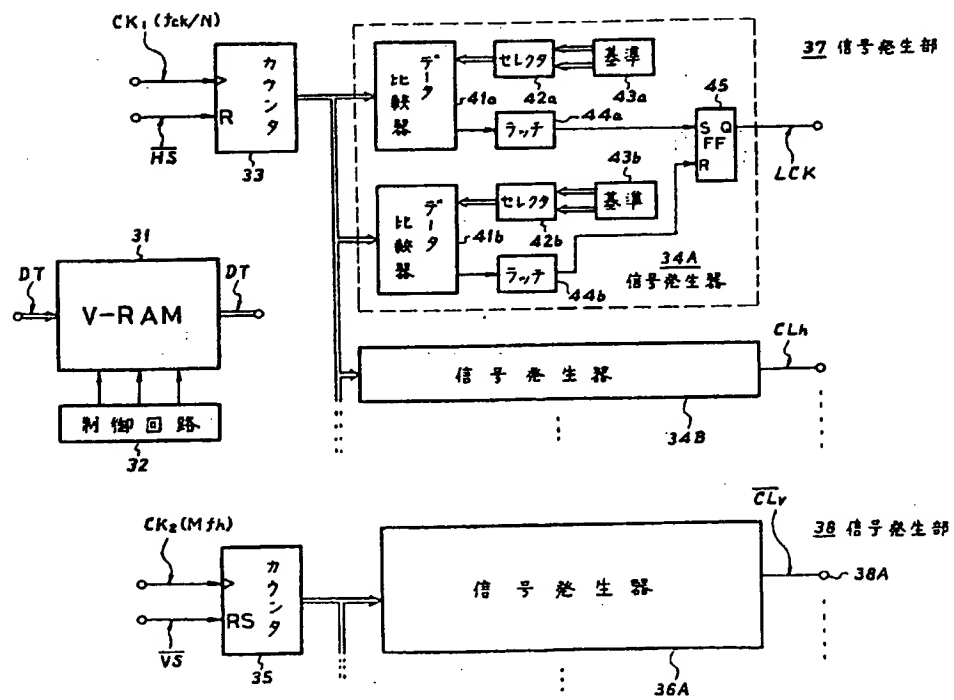 CK₁ (fck/N)
カウンタ
R
HS
33
データ
比較器
41a
セレクタ
42a
基準
43a
ラッチ
44a
37 信号発生部
45
S Q
FF
R
LCK
データ
比較器
41b
セレクタ
42b
基準
43b
ラッチ
44b
34A
信号発生器
31
DT
V-RAM
DT
制御回路
32
信号発生器
34B
CLh
CK₂ (Mfh)
カウンタ
RS
VS
35
信号発生器
36A
CLv
38 信号発生部
38A